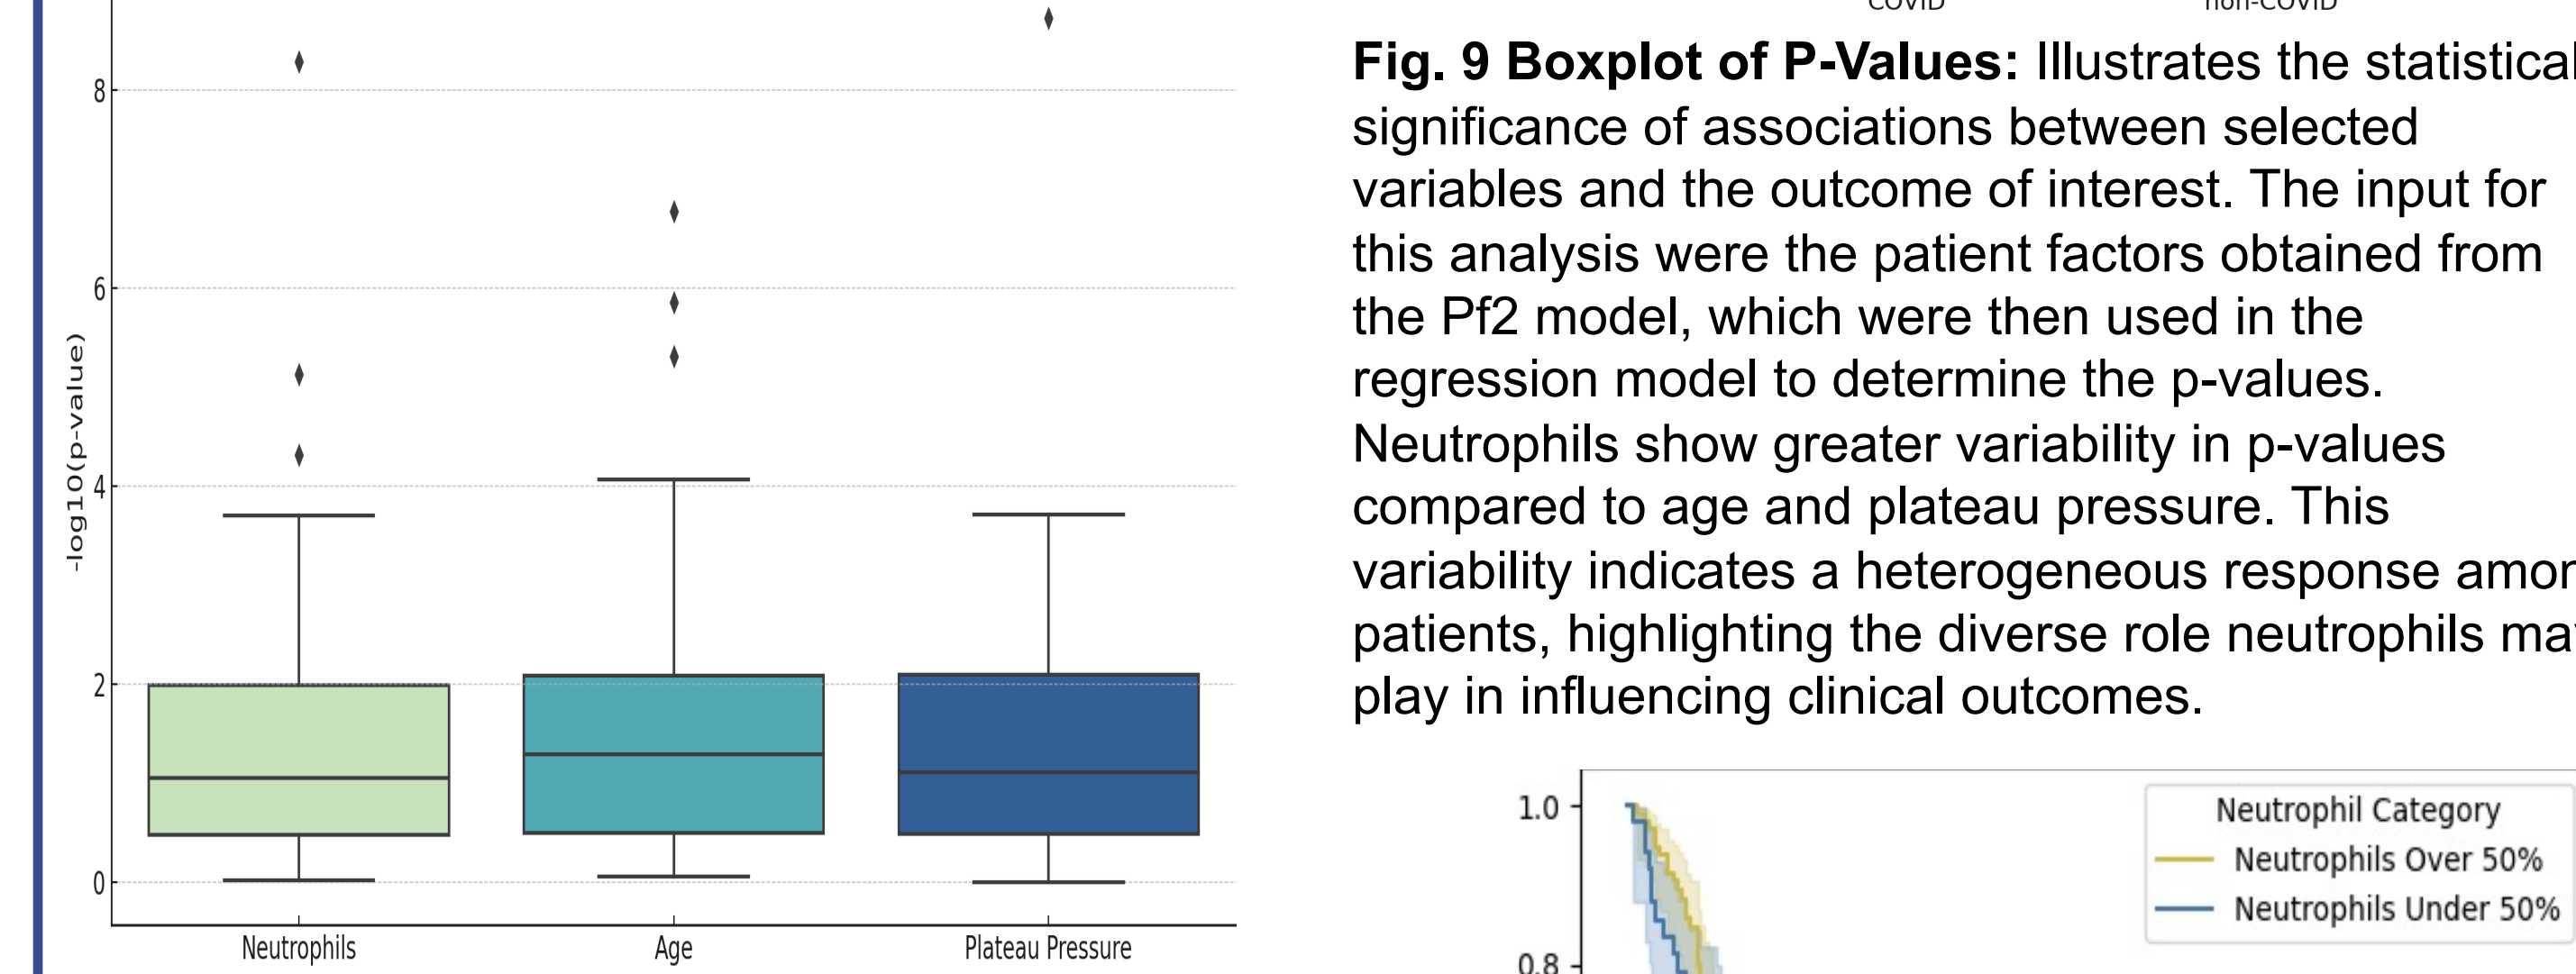 8
6
4
2
0
-log10(p-value)
Neutrophils
Age
Plateau Pressure
COVID
non-COVID
Fig. 9 Boxplot of P-Values: Illustrates the statistical
significance of associations between selected
variables and the outcome of interest. The input for
this analysis were the patient factors obtained from
the Pf2 model, which were then used in the
regression model to determine the p-values.
Neutrophils show greater variability in p-values
compared to age and plateau pressure. This
variability indicates a heterogeneous response amon
patients, highlighting the diverse role neutrophils may
play in influencing clinical outcomes.
1.0
0.8
Neutrophil Category
Neutrophils Over 50%
Neutrophils Under 50%